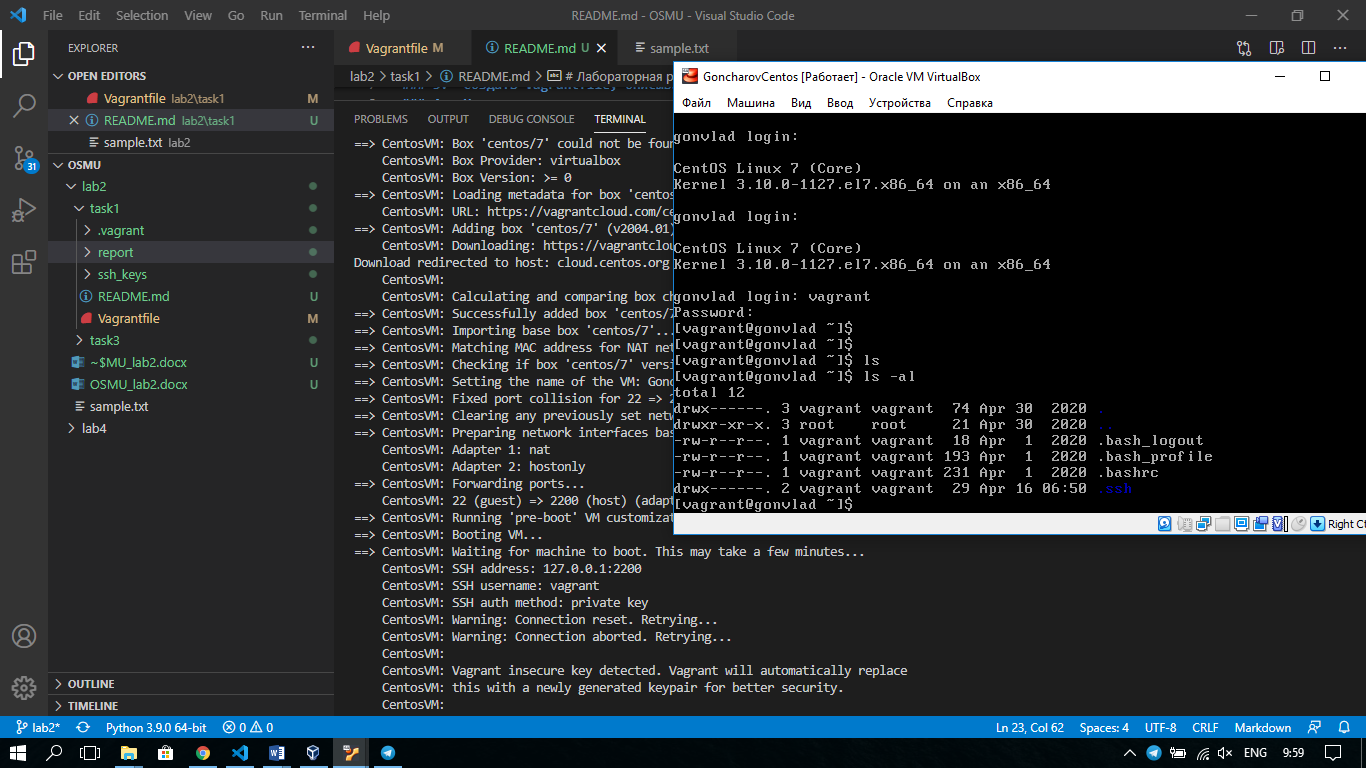 File Edit Selection View Go Run Terminal Help README.md - OSMU - Visual Studio Code
EXPLORER
OPEN EDITORS
Vagrantfile lab2\task1 M
README.md lab2\task1 U
sample.txt lab2
OSMU
lab2
task1
.vagrant
report
ssh_keys
README.md U
Vagrantfile M
task3
~$MU_lab2.docx U
OSMU_lab2.docx U
sample.txt
lab4
OUTLINE
TIMELINE
31
Vagrantfile M README.md U sample.txt
lab2 > task1 > README.md > # Лабораторная р
PROBLEMS OUTPUT DEBUG CONSOLE TERMINAL
==> CentosVM: Box 'centos/7' could not be foun
CentosVM: Box Provider: virtualbox
CentosVM: Box Version: >= 0
==> CentosVM: Loading metadata for box 'centos
CentosVM: URL: https://vagrantcloud.com/ce
==> CentosVM: Adding box 'centos/7' (v2004.01)
CentosVM: Downloading: https://vagrantclou
Download redirected to host: cloud.centos.org
CentosVM:
CentosVM: Calculating and comparing box ch
==> CentosVM: Successfully added box 'centos/7
==> CentosVM: Importing base box 'centos/7'...
==> CentosVM: Matching MAC address for NAT net
==> CentosVM: Checking if box 'centos/7' versi
==> CentosVM: Setting the name of the VM: Gonc
==> CentosVM: Fixed port collision for 22 => 2
==> CentosVM: Clearing any previously set netw
==> CentosVM: Preparing network interfaces bas
CentosVM: Adapter 1: nat
CentosVM: Adapter 2: hostonly
==> CentosVM: Forwarding ports...
CentosVM: 22 (guest) => 2200 (host) (adapt
==> CentosVM: Running 'pre-boot' VM customizat
==> CentosVM: Booting VM...
==> CentosVM: Waiting for machine to boot. This may take a few minutes...
CentosVM: SSH address: 127.0.0.1:2200
CentosVM: SSH username: vagrant
CentosVM: SSH auth method: private key
CentosVM: Warning: Connection reset. Retrying...
CentosVM: Warning: Connection aborted. Retrying...
CentosVM:
CentosVM: Vagrant insecure key detected. Vagrant will automatically replace
CentosVM: this with a newly generated keypair for better security.
CentosVM:
GoncharovCentos [Работает] - Oracle VM VirtualBox
Файл Машина Вид Ввод Устройства Справка
gonvlad login:
CentOS Linux 7 (Core)
Kernel 3.10.0-1127.el7.x86_64 on an x86_64
gonvlad login:
CentOS Linux 7 (Core)
Kernel 3.10.0-1127.el7.x86_64 on an x86_64
gonvlad login: vagrant
Password:
[vagrant@gonvlad ~]$
[vagrant@gonvlad ~]$
[vagrant@gonvlad ~]$ ls
[vagrant@gonvlad ~]$ ls -al
total 12
drwx------. 3 vagrant vagrant 74 Apr 30 2020 .
drwxr-xr-x. 3 root root 21 Apr 30 2020 ..
-rw-r--r--. 1 vagrant vagrant 18 Apr 1 2020 .bash_logout
-rw-r--r--. 1 vagrant vagrant 193 Apr 1 2020 .bash_profile
-rw-r--r--. 1 vagrant vagrant 231 Apr 1 2020 .bashrc
drwx------. 2 vagrant vagrant 29 Apr 16 06:50 .ssh
[vagrant@gonvlad ~]$
Right Ct
lab2* Python 3.9.0 64-bit 0 0 Ln 23, Col 62 Spaces: 4 UTF-8 CRLF Markdown
ENG 9:59